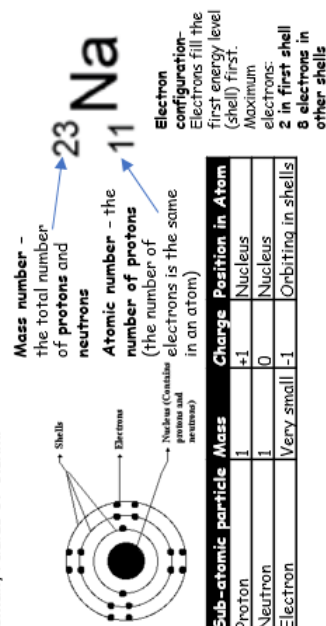 Mass number –
the total number
of protons and
neutrons
23
Na
11
Atomic number – the
number of protons
(the number of
electrons is the same
in an atom)
Shells
Electrons
Nucleus (Contains
protons and
neutrons)
Electron
configuration-
Electrons fill the
first energy level
(shell) first.
Maximum
electrons:
2 in first shell
8 electrons in
other shells
Sub-atomic particle Mass Charge Position in Atom
Proton 1 +1 Nucleus
Neutron 1 0 Nucleus
Electron Very small -1 Orbiting in shells